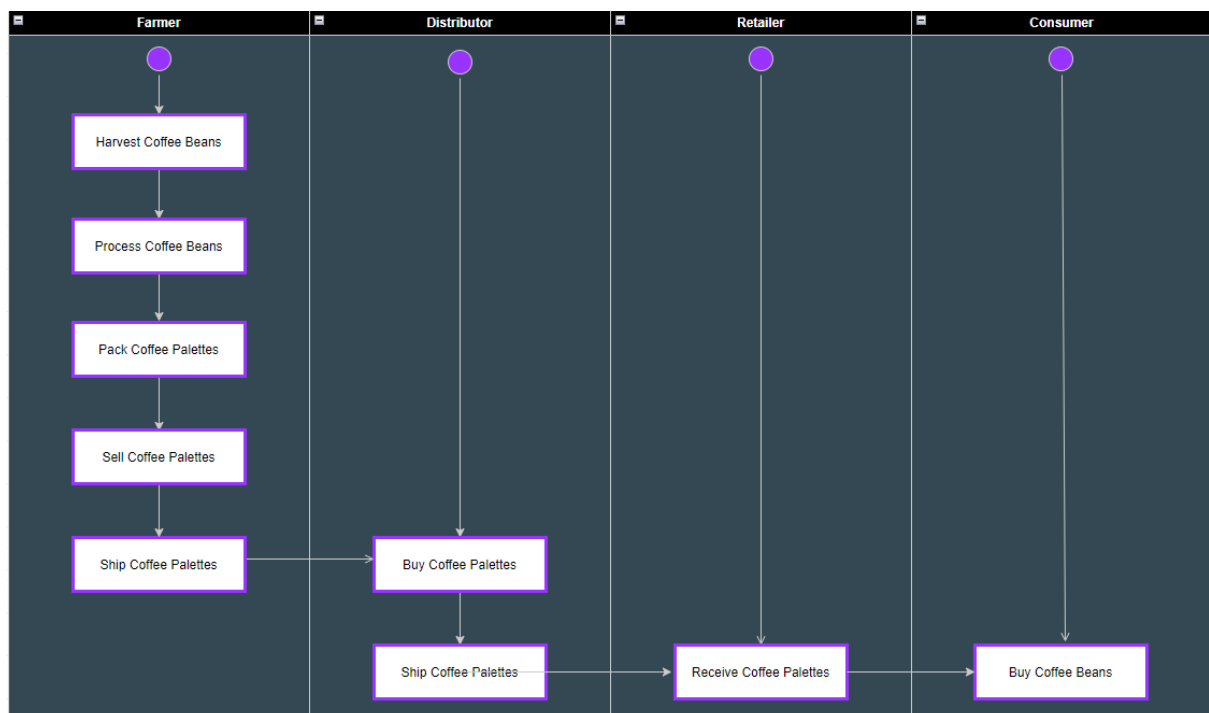 Farmer
Distributor
Retailer
Consumer
Harvest Coffee Beans
Process Coffee Beans
Pack Coffee Palettes
Sell Coffee Palettes
Ship Coffee Palettes
Buy Coffee Palettes
Ship Coffee Palettes
Receive Coffee Palettes
Buy Coffee Beans